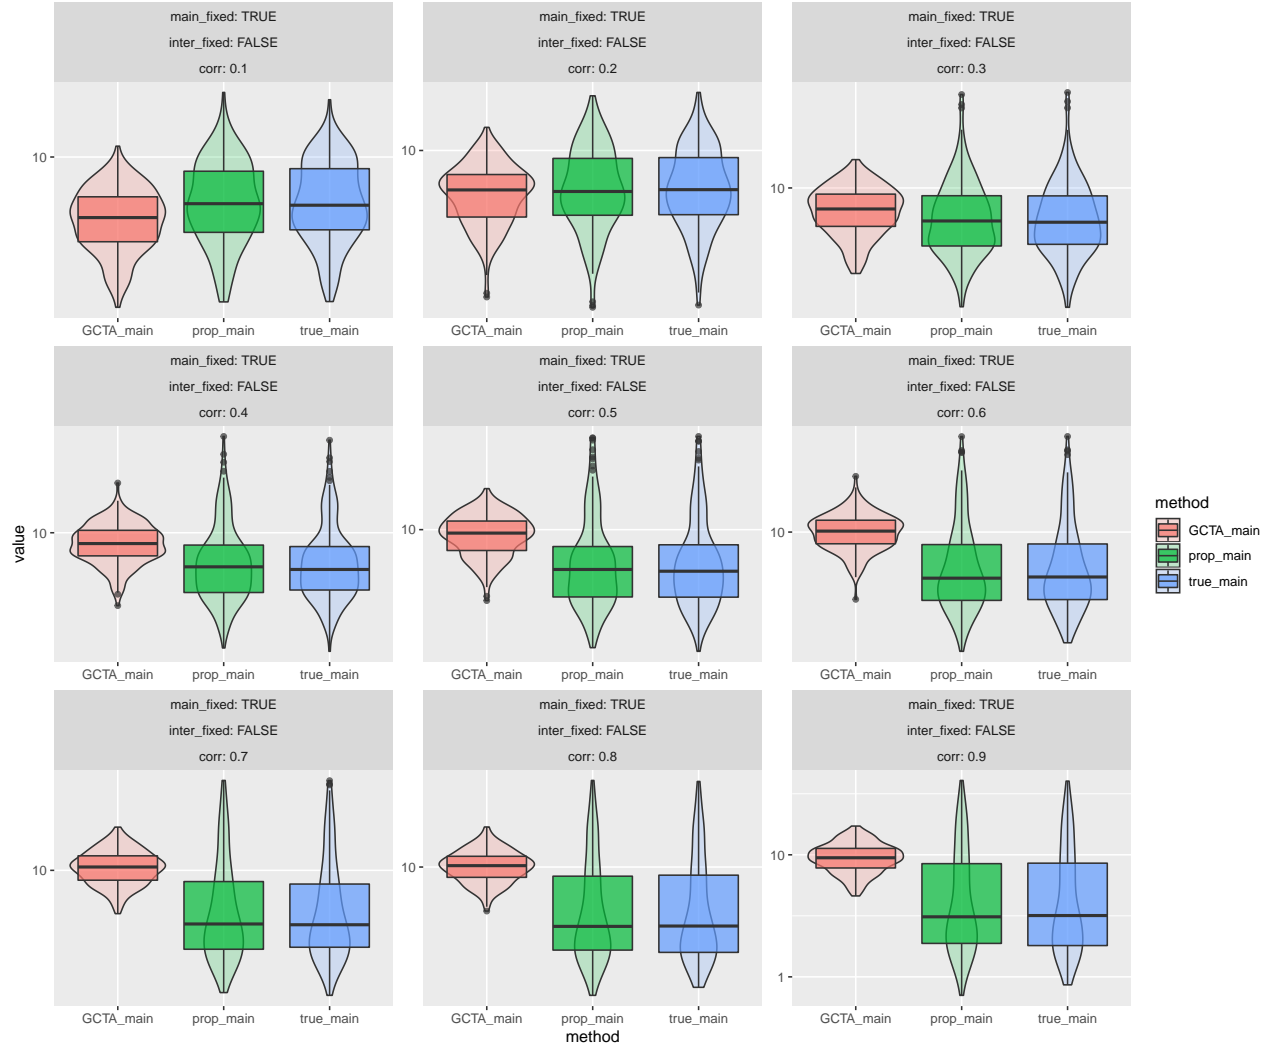 main_fixed: TRUE
inter_fixed: FALSE
corr: 0.1
10
GCTA_main prop_main true_main
main_fixed: TRUE
inter_fixed: FALSE
corr: 0.2
10
GCTA_main prop_main true_main
main_fixed: TRUE
inter_fixed: FALSE
corr: 0.3
10
GCTA_main prop_main true_main
main_fixed: TRUE
inter_fixed: FALSE
corr: 0.4
10
GCTA_main prop_main true_main
main_fixed: TRUE
inter_fixed: FALSE
corr: 0.5
10
GCTA_main prop_main true_main
main_fixed: TRUE
inter_fixed: FALSE
corr: 0.6
10
GCTA_main prop_main true_main
main_fixed: TRUE
inter_fixed: FALSE
corr: 0.7
10
GCTA_main prop_main true_main
main_fixed: TRUE
inter_fixed: FALSE
corr: 0.8
10
GCTA_main prop_main true_main
main_fixed: TRUE
inter_fixed: FALSE
corr: 0.9
10
1
GCTA_main prop_main true_main
value
method
method
GCTA_main
prop_main
true_main